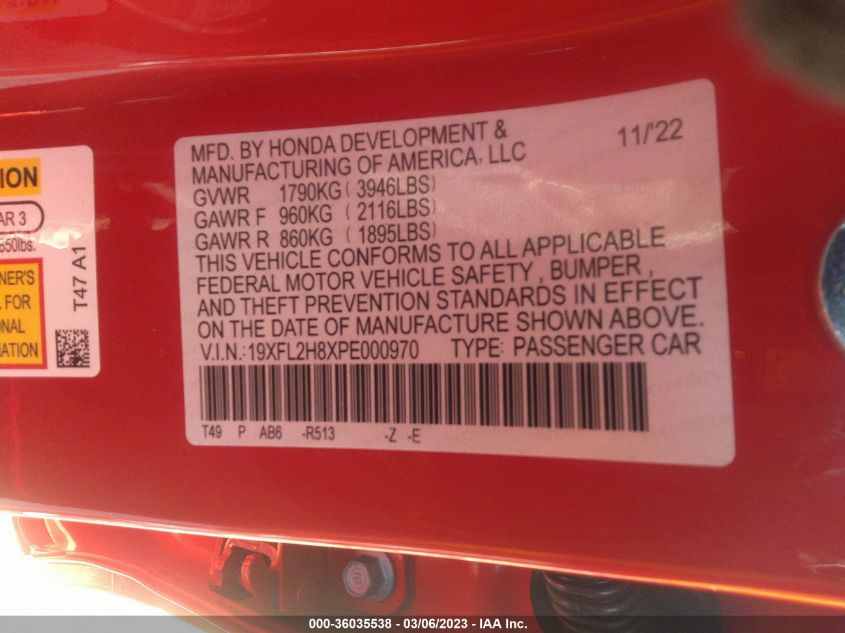 ION
AR 3
650lbs.
NER'S
L FOR
ONAL
MATION
T47 A1
MFD. BY HONDA DEVELOPMENT &
MANUFACTURING OF AMERICA, LLC
11/'22
GVWR 1790KG ( 3946LBS)
GAWR F 960KG ( 2116LBS)
GAWR R 860KG ( 1895LBS)
THIS VEHICLE CONFORMS TO ALL APPLICABLE
FEDERAL MOTOR VEHICLE SAFETY , BUMPER ,
AND THEFT PREVENTION STANDARDS IN EFFECT
ON THE DATE OF MANUFACTURE SHOWN ABOVE.
V.I.N.:19XFL2H8XPE000970 TYPE: PASSENGER CAR
T49 P AB6 -R513 -Z -E
000-36035538 - 03/06/2023 - IAA Inc.